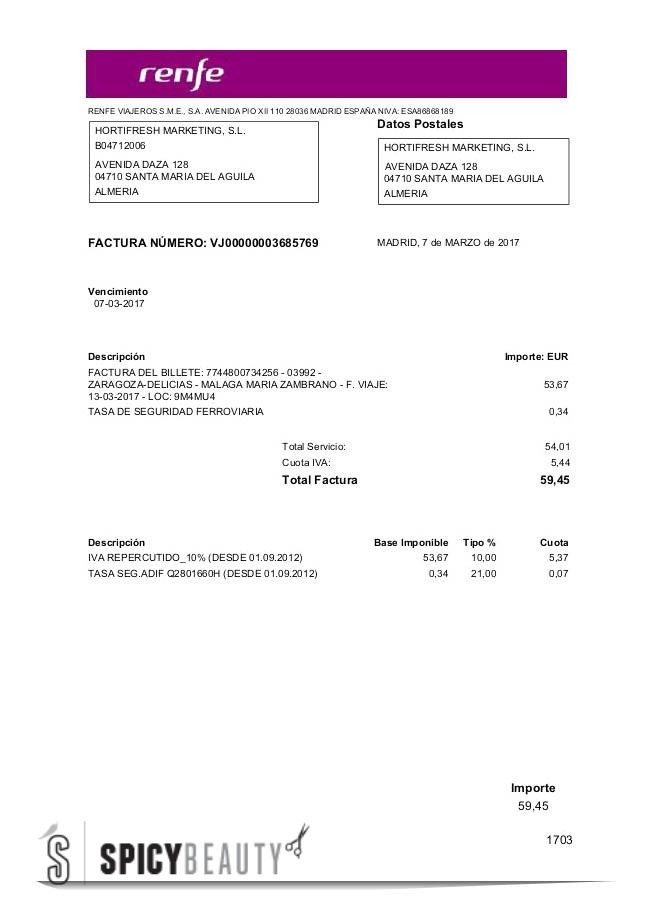 renfe
RENFE VIAJEROS S.M.E., S.A. AVENIDA PIO XII 110 28036 MADRID ESPAÑA NIVA: ESA86868189
HORTIFRESH MARKETING, S.L.
B04712006
AVENIDA DAZA 128
04710 SANTA MARIA DEL AGUILA
ALMERIA
Datos Postales
HORTIFRESH MARKETING, S.L.
AVENIDA DAZA 128
04710 SANTA MARIA DEL AGUILA
ALMERIA
FACTURA NÚMERO: VJ00000003685769 MADRID, 7 de MARZO de 2017
Vencimiento
07-03-2017
Descripción Importe: EUR
FACTURA DEL BILLETE: 7744800734256 - 03992 -
ZARAGOZA-DELICIAS - MALAGA MARIA ZAMBRANO - F. VIAJE: 53,67
13-03-2017 - LOC: 9M4MU4
TASA DE SEGURIDAD FERROVIARIA 0,34
Total Servicio: 54,01
Cuota IVA: 5,44
Total Factura 59,45
Descripción Base Imponible Tipo % Cuota
IVA REPERCUTIDO_10% (DESDE 01.09.2012) 53,67 10,00 5,37
TASA SEG.ADIF Q2801660H (DESDE 01.09.2012) 0,34 21,00 0,07
Importe
59,45
1703
S SPICYBEAUTY